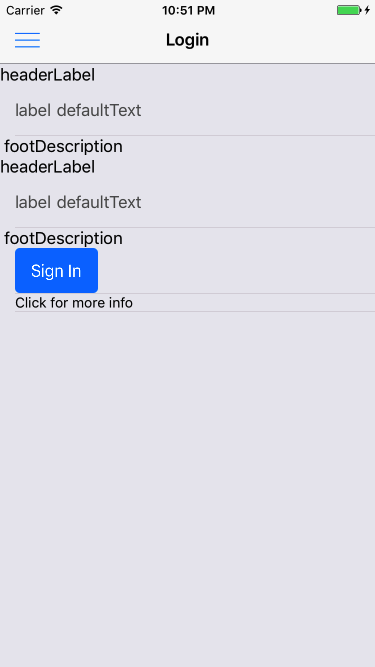 Carrier 10:51 PM
Login
headerLabel
label defaultText
footDescription
headerLabel
label defaultText
footDescription
Sign In
Click for more info